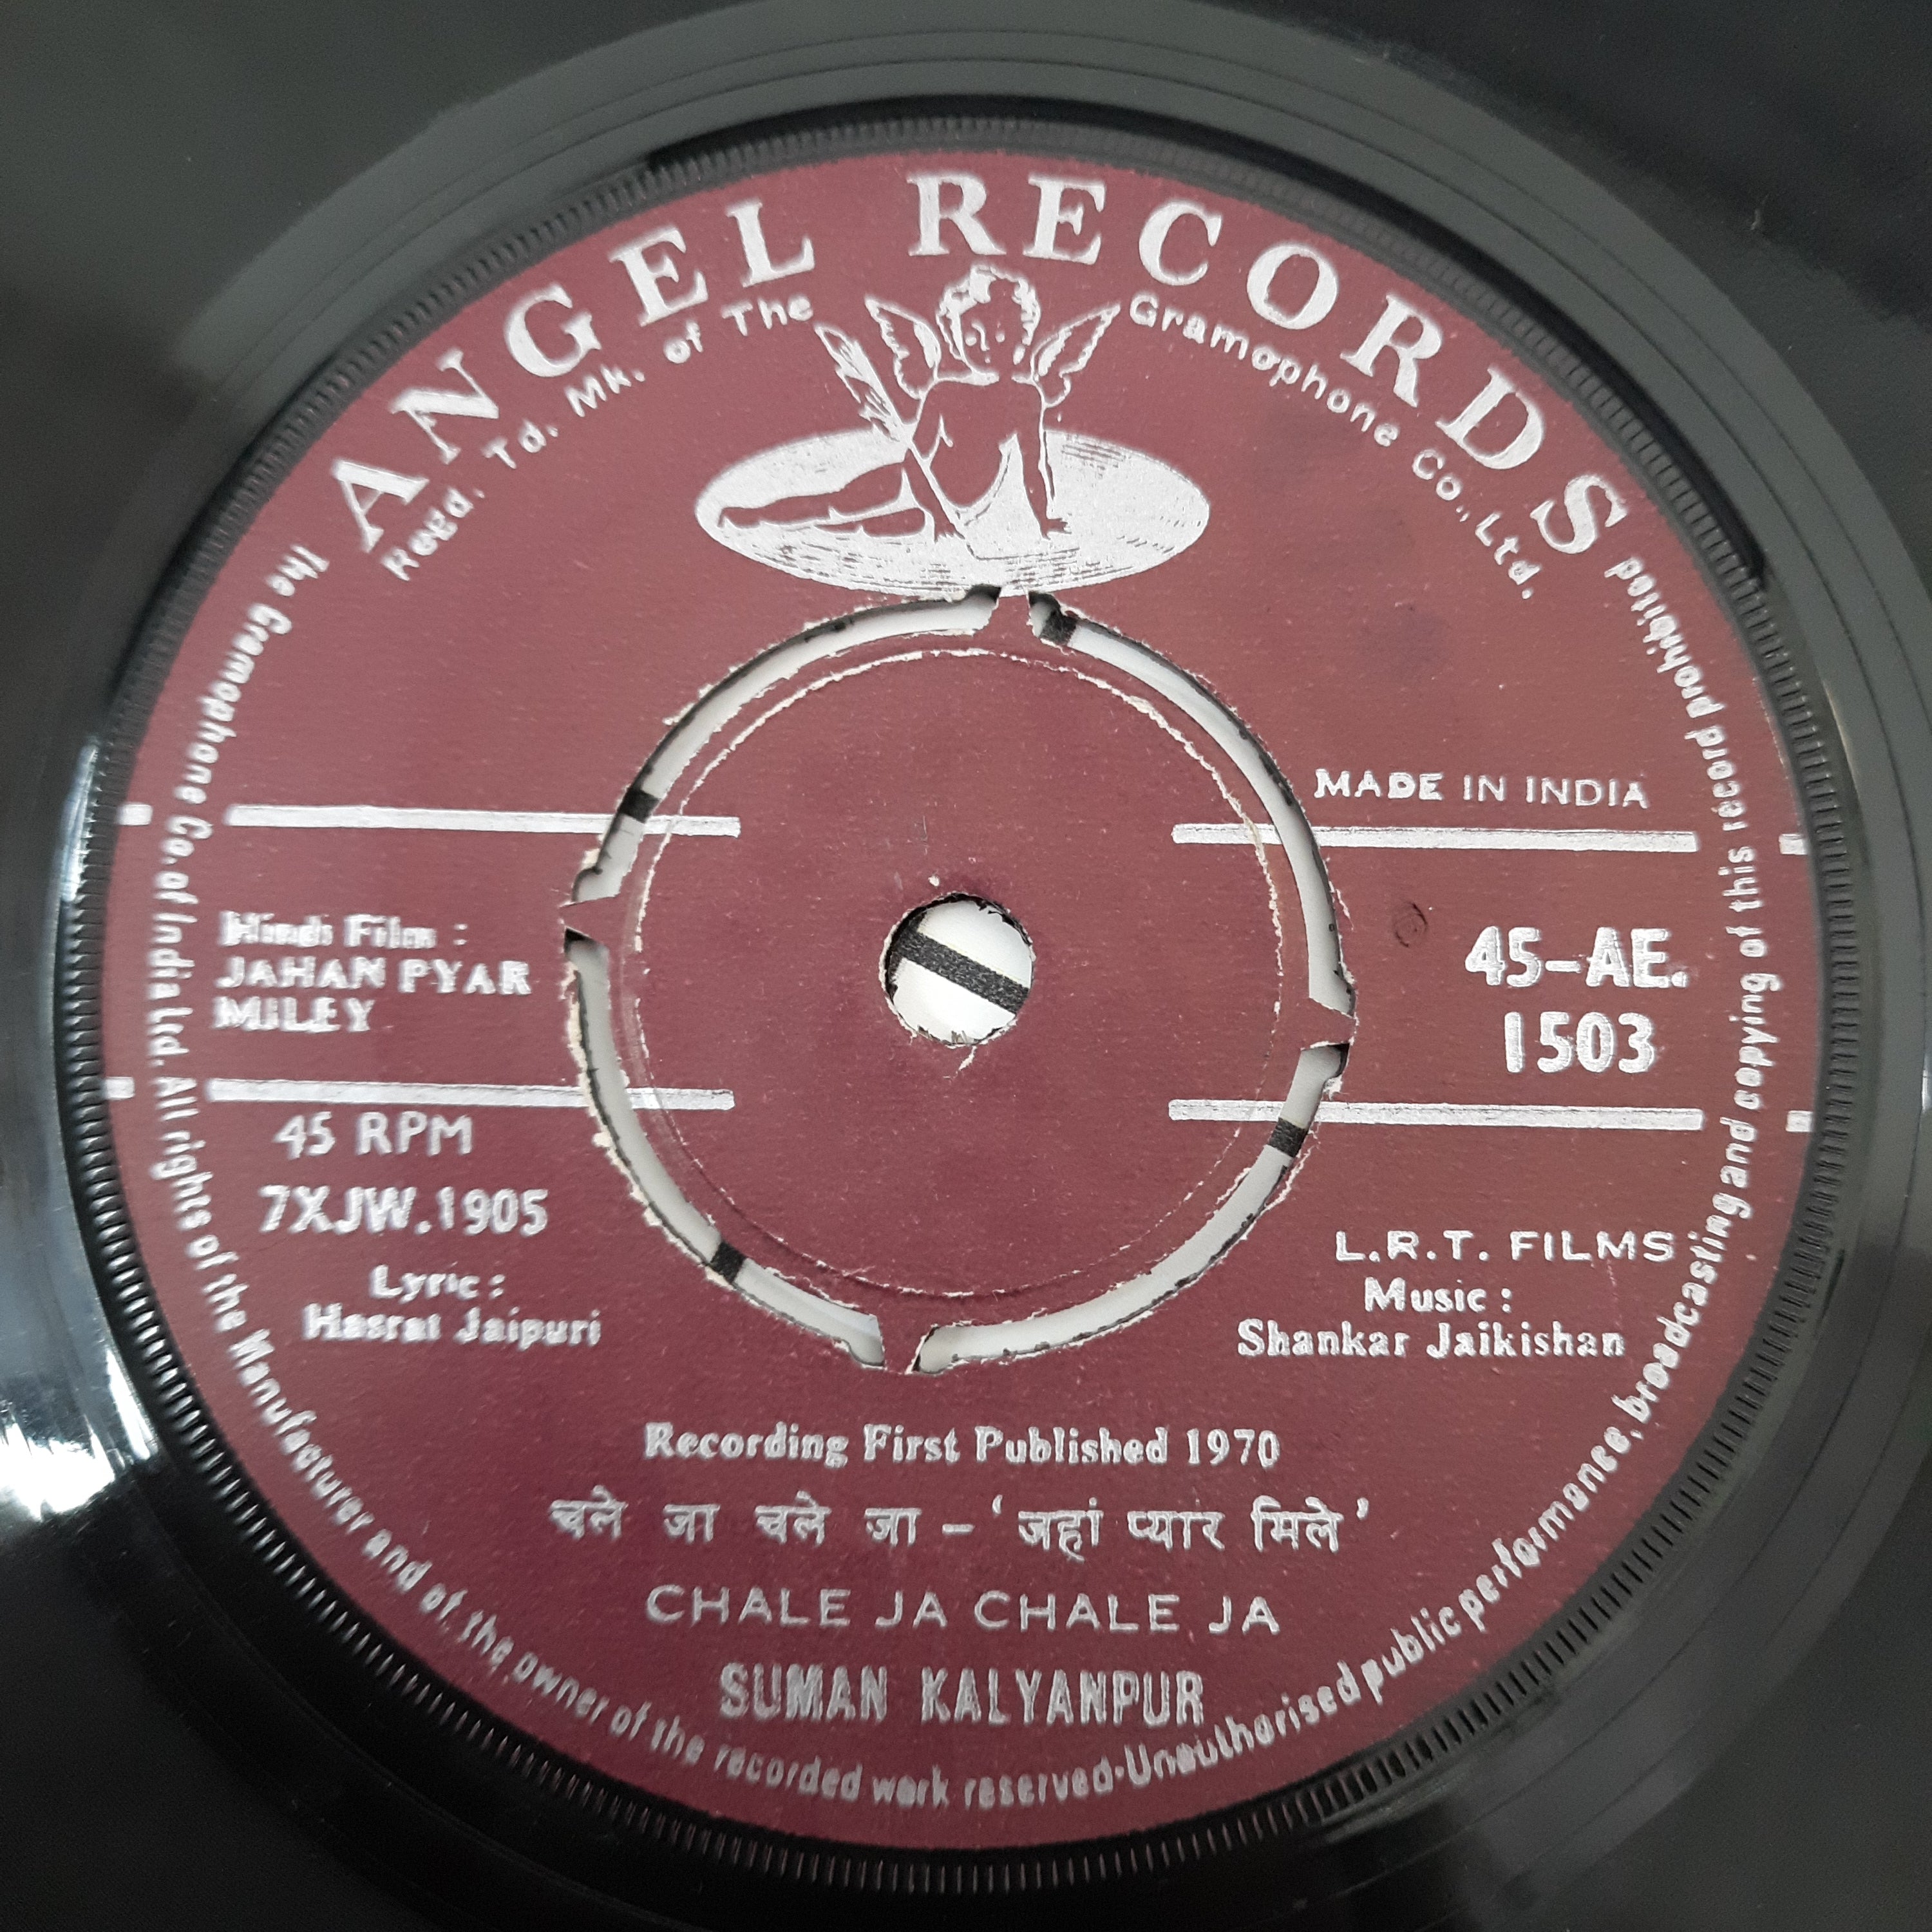 ANGEL RECORDS
Regd. Td. Mk. of The Gramophone Co., Ltd.
MADE IN INDIA
Hindi Film :
JAHAN PYAR
MILEY
45-AE.
1503
45 RPM
7XJW.1905
Lyric :
Hasrat Jaipuri
L.R.T. FILMS
Music :
Shankar Jaikishan
Recording First Published 1970
चले जा चले जा – ‘जहां प्यार मिले’
CHALE JA CHALE JA
SUMAN KALYANPUR
The Gramophone Co. of India Ltd. All rights of the Manufacturer and of the owner of the recorded work reserved·Unauthorised public performance, broadcasting and copying of this record prohibited